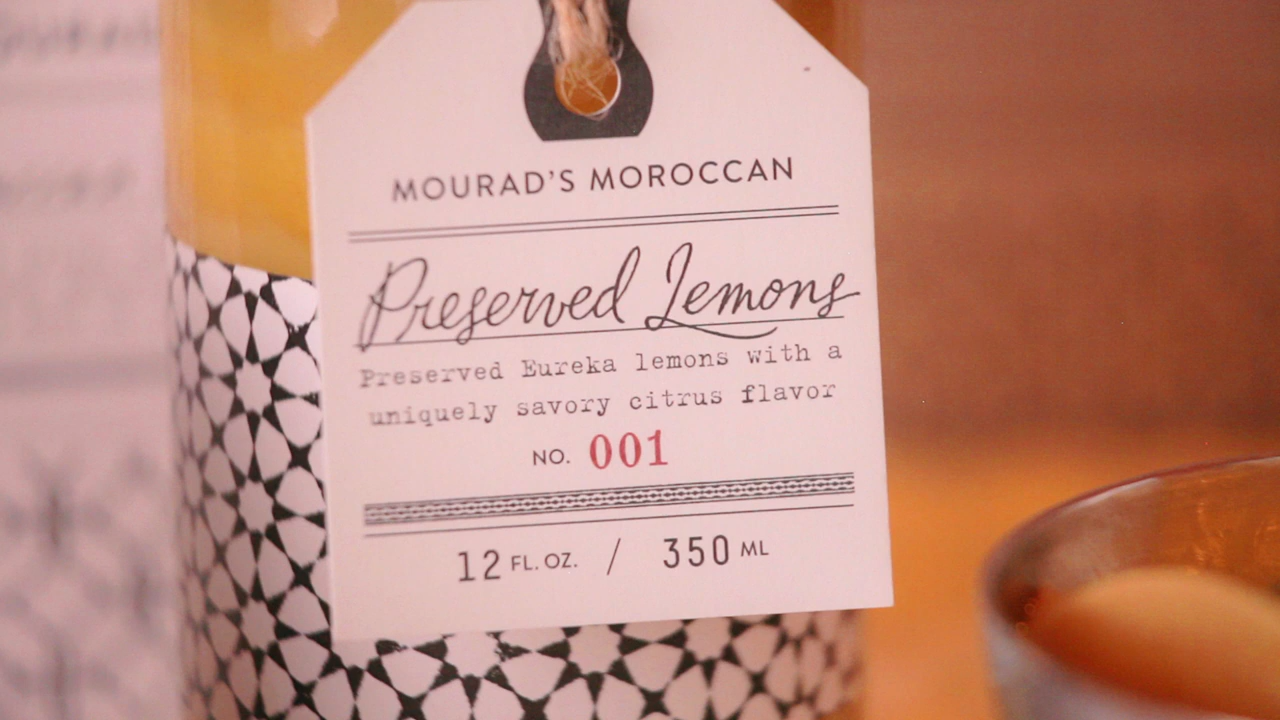 MOURAD'S MOROCCAN
Preserved Lemons
Preserved Eureka lemons with a
uniquely savory citrus flavor
NO. 001
12 FL. OZ. / 350 ML